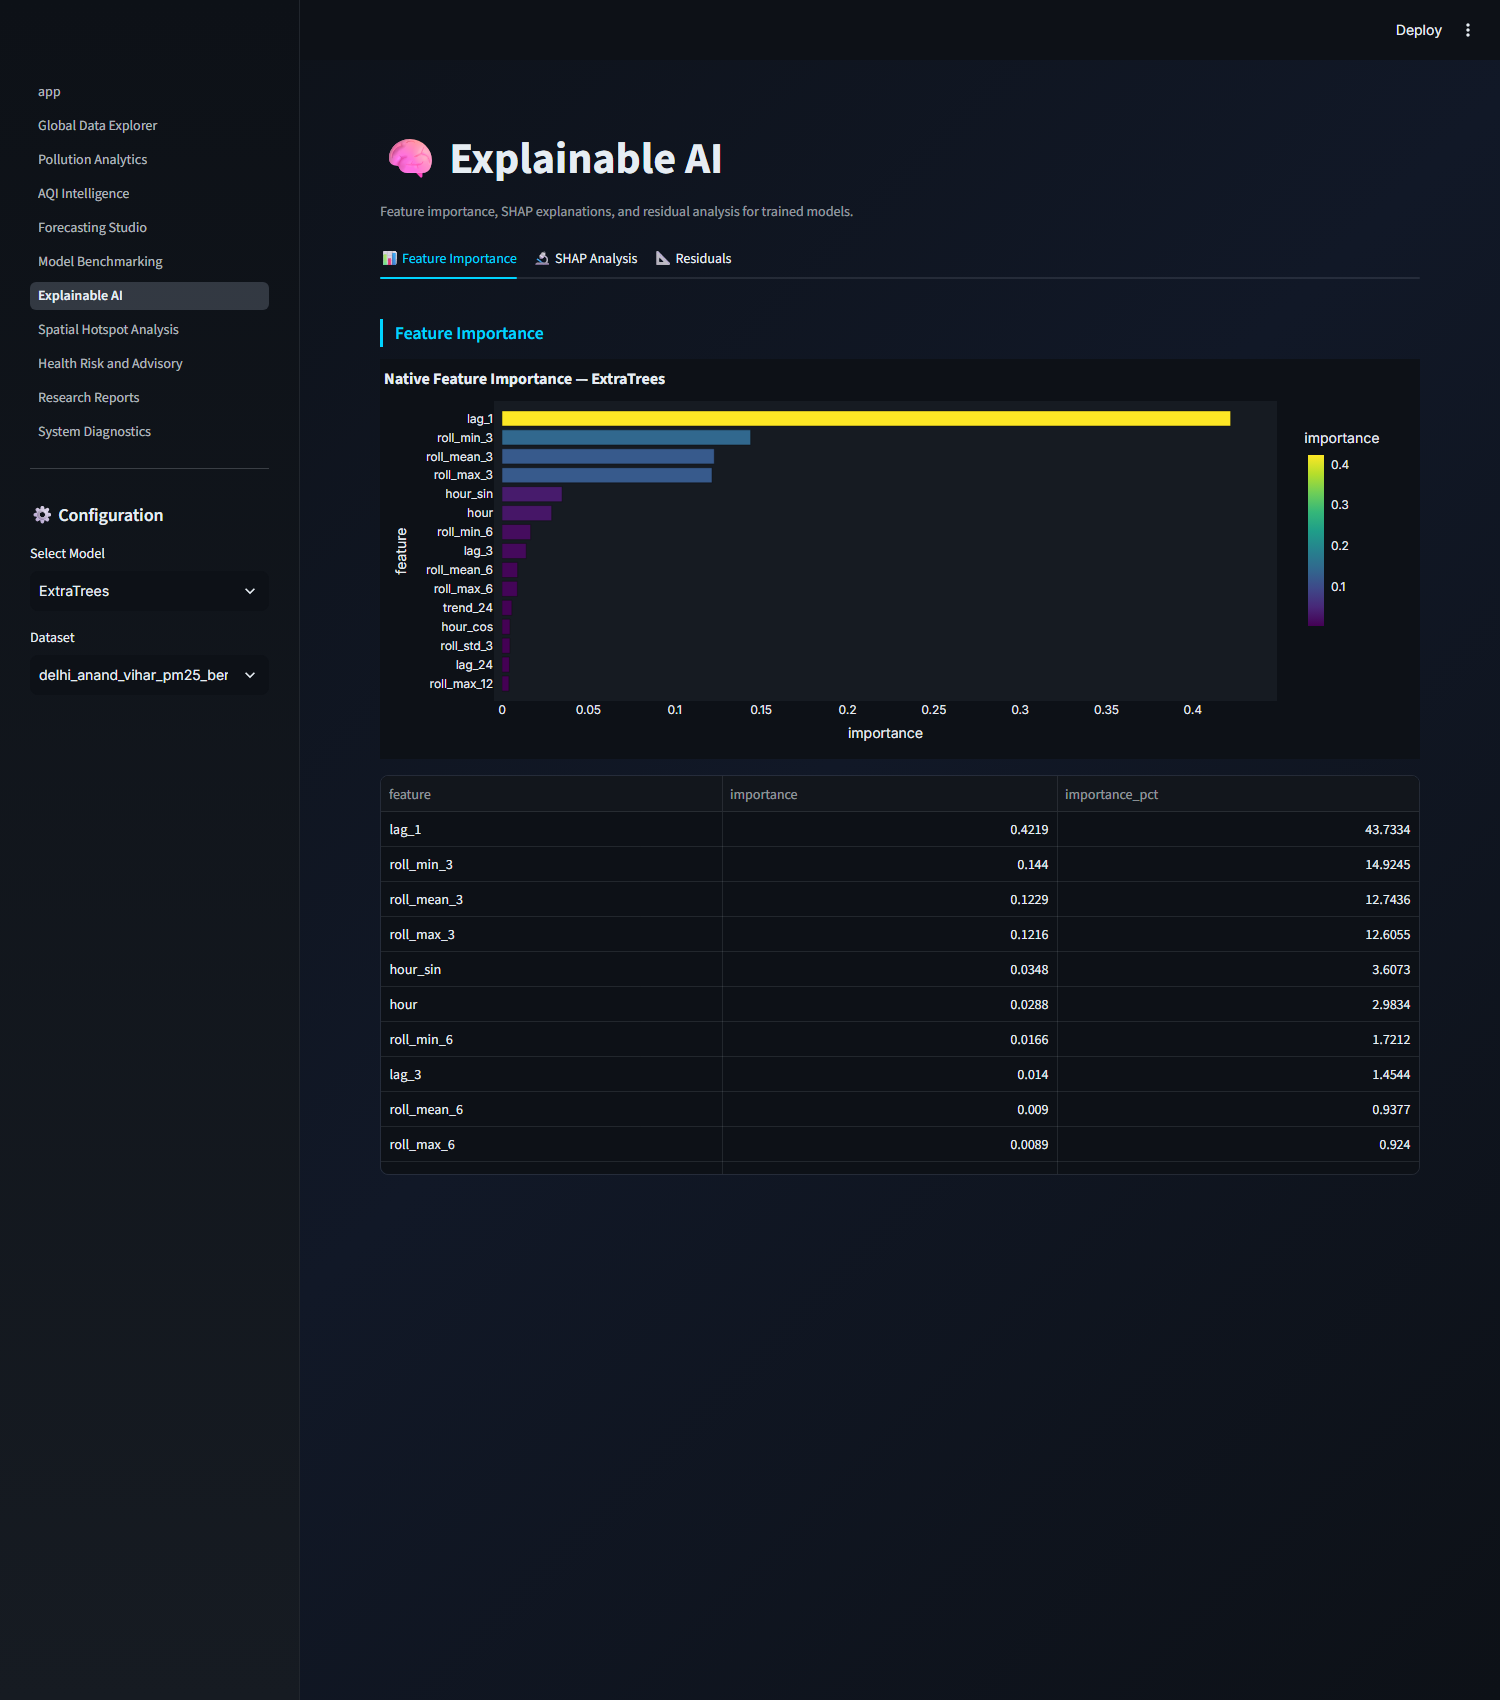 Deploy
app
Global Data Explorer
Pollution Analytics
AQI Intelligence
Forecasting Studio
Model Benchmarking
Explainable AI
Spatial Hotspot Analysis
Health Risk and Advisory
Research Reports
System Diagnostics
Configuration
Select Model
ExtraTrees
Dataset
delhi_anand_vihar_pm25_ber
Explainable AI
Feature importance, SHAP explanations, and residual analysis for trained models.
Feature Importance SHAP Analysis Residuals
Feature Importance
Native Feature Importance — ExtraTrees
feature
lag_1
roll_min_3
roll_mean_3
roll_max_3
hour_sin
hour
roll_min_6
lag_3
roll_mean_6
roll_max_6
trend_24
hour_cos
roll_std_3
lag_24
roll_max_12
0 0.05 0.1 0.15 0.2 0.25 0.3 0.35 0.4
importance
importance
0.4
0.3
0.2
0.1
feature importance importance_pct
lag_1 0.4219 43.7334
roll_min_3 0.144 14.9245
roll_mean_3 0.1229 12.7436
roll_max_3 0.1216 12.6055
hour_sin 0.0348 3.6073
hour 0.0288 2.9834
roll_min_6 0.0166 1.7212
lag_3 0.014 1.4544
roll_mean_6 0.009 0.9377
roll_max_6 0.0089 0.924